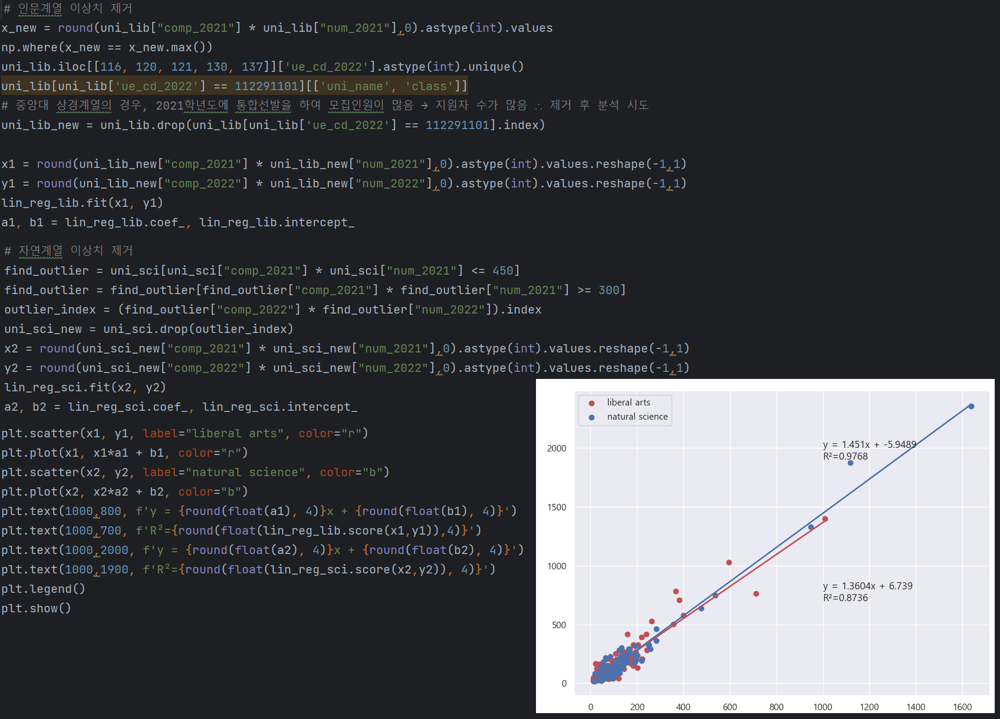 # 인문계열 이상치 제거
x_new = round(uni_lib["comp_2021"] * uni_lib["num_2021"],0).astype(int).values
np.where(x_new == x_new.max())
uni_lib.iloc[[116, 120, 121, 130, 137]]['ue_cd_2022'].astype(int).unique()
uni_lib[uni_lib['ue_cd_2022'] == 112291101][['uni_name', 'class']]
# 중앙대 상경계열의 경우, 2021학년도에 통합선발을 하여 모집인원이 많음 → 지원자 수가 많음 ∴ 제거 후 분석 시도
uni_lib_new = uni_lib.drop(uni_lib[uni_lib['ue_cd_2022'] == 112291101].index)
x1 = round(uni_lib_new["comp_2021"] * uni_lib_new["num_2021"],0).astype(int).values.reshape(-1,1)
y1 = round(uni_lib_new["comp_2022"] * uni_lib_new["num_2022"],0).astype(int).values.reshape(-1,1)
lin_reg_lib.fit(x1, y1)
a1, b1 = lin_reg_lib.coef_, lin_reg_lib.intercept_
# 자연계열 이상치 제거
find_outlier = uni_sci[uni_sci["comp_2021"] * uni_sci["num_2021"] <= 450]
find_outlier = find_outlier[find_outlier["comp_2021"] * find_outlier["num_2021"] >= 300]
outlier_index = (find_outlier["comp_2022"] * find_outlier["num_2022"]).index
uni_sci_new = uni_sci.drop(outlier_index)
x2 = round(uni_sci_new["comp_2021"] * uni_sci_new["num_2021"],0).astype(int).values.reshape(-1,1)
y2 = round(uni_sci_new["comp_2022"] * uni_sci_new["num_2022"],0).astype(int).values.reshape(-1,1)
lin_reg_sci.fit(x2, y2)
a2, b2 = lin_reg_sci.coef_, lin_reg_sci.intercept_
plt.scatter(x1, y1, label="liberal arts", color="r")
plt.plot(x1, x1*a1 + b1, color="r")
plt.scatter(x2, y2, label="natural science", color="b")
plt.plot(x2, x2*a2 + b2, color="b")
plt.text(1000,800, f'y = {round(float(a1), 4)}x + {round(float(b1), 4)}')
plt.text(1000,700, f'R²={round(float(lin_reg_lib.score(x1,y1)),4)}')
plt.text(1000,2000, f'y = {round(float(a2), 4)}x + {round(float(b2), 4)}')
plt.text(1000,1900, f'R²={round(float(lin_reg_sci.score(x2,y2)), 4)}')
plt.legend()
plt.show()
liberal arts
natural science
y = 1.451x + -5.9489
R²=0.9768
y = 1.3604x + 6.739
R²=0.8736
2000
1500
1000
500
0
0 200 400 600 800 1000 1200 1400 1600